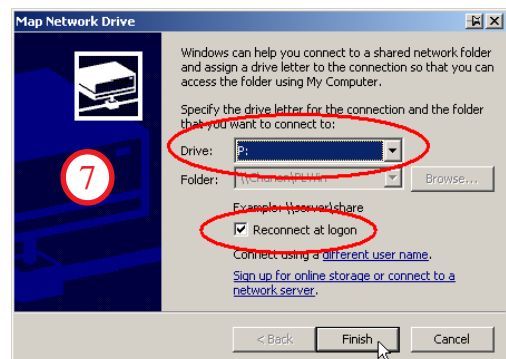 Map Network Drive
Windows can help you connect to a shared network folder
and assign a drive letter to the connection so that you can
access the folder using My Computer.
Specify the drive letter for the connection and the folder
that you want to connect to:
Drive: P:
7
Folder: \\Charion\PLWin Browse...
Example: \\server\share
Reconnect at logon
Connect using a different user name.
Sign up for online storage or connect to a
network server.
< Back Finish Cancel